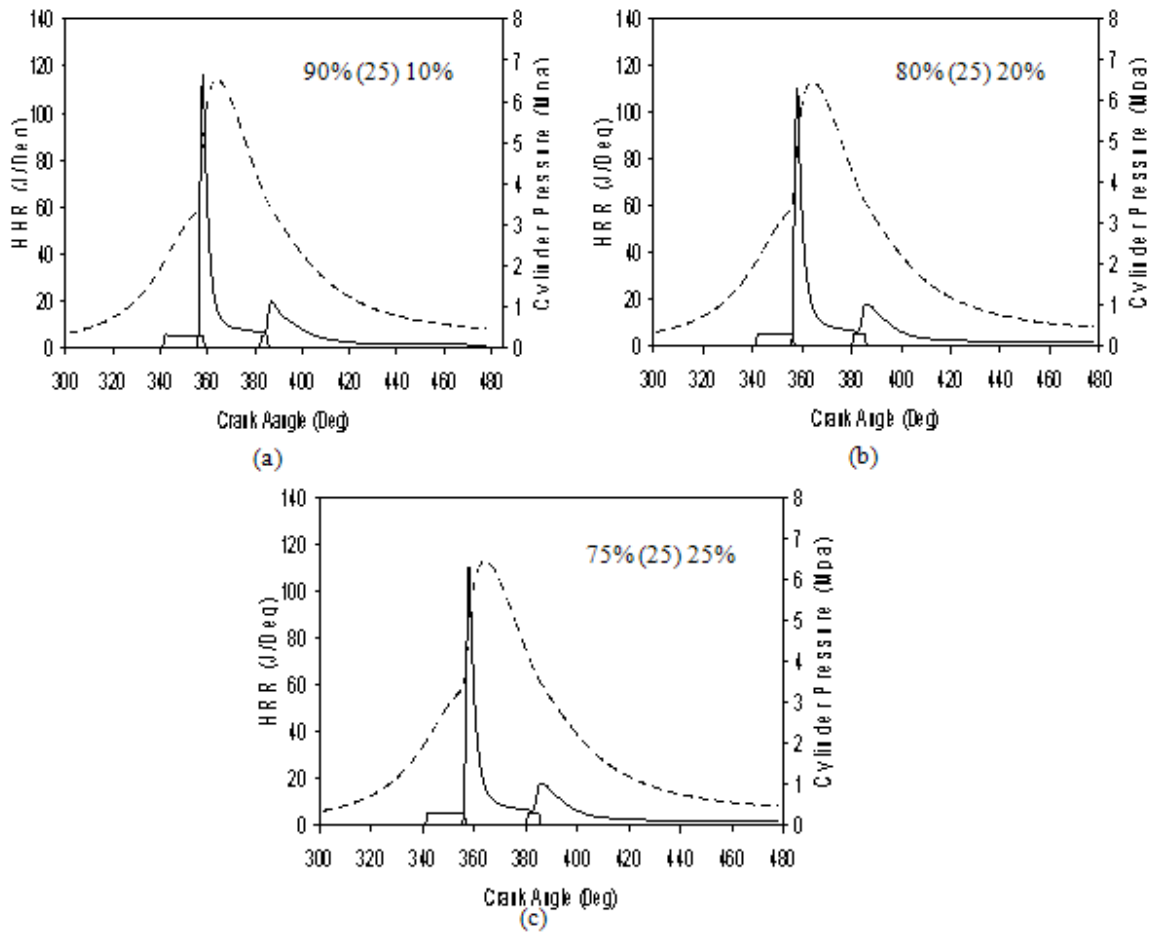 140
120
100
80
60
40
20
0
HHR (J/Den)
90% (25) 10%
8
7
6
5
4
3
2
1
0
Cvlinder Pressure (Mna)
300 320 340 360 380 400 420 440 460 480
Crank Aangle (Deg)
(a)
140
120
100
80
60
40
20
0
HRR (J/Deq)
80% (25) 20%
8
7
6
5
4
3
2
1
0
Cylinder Pressure (Mpa)
300 320 340 360 380 400 420 440 460 480
Crank Angle (Deg)
(b)
140
120
100
80
60
40
20
0
HRR (J/Deq)
75% (25) 25%
8
7
6
5
4
3
2
1
0
Cylinder Pressure (Mpa)
300 320 340 360 380 400 420 440 460 480
Crank Angle (Deg)
(c)